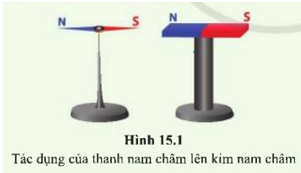 N S N S
Hình 15.1
Tác dụng của thanh nam châm lên kim nam châm